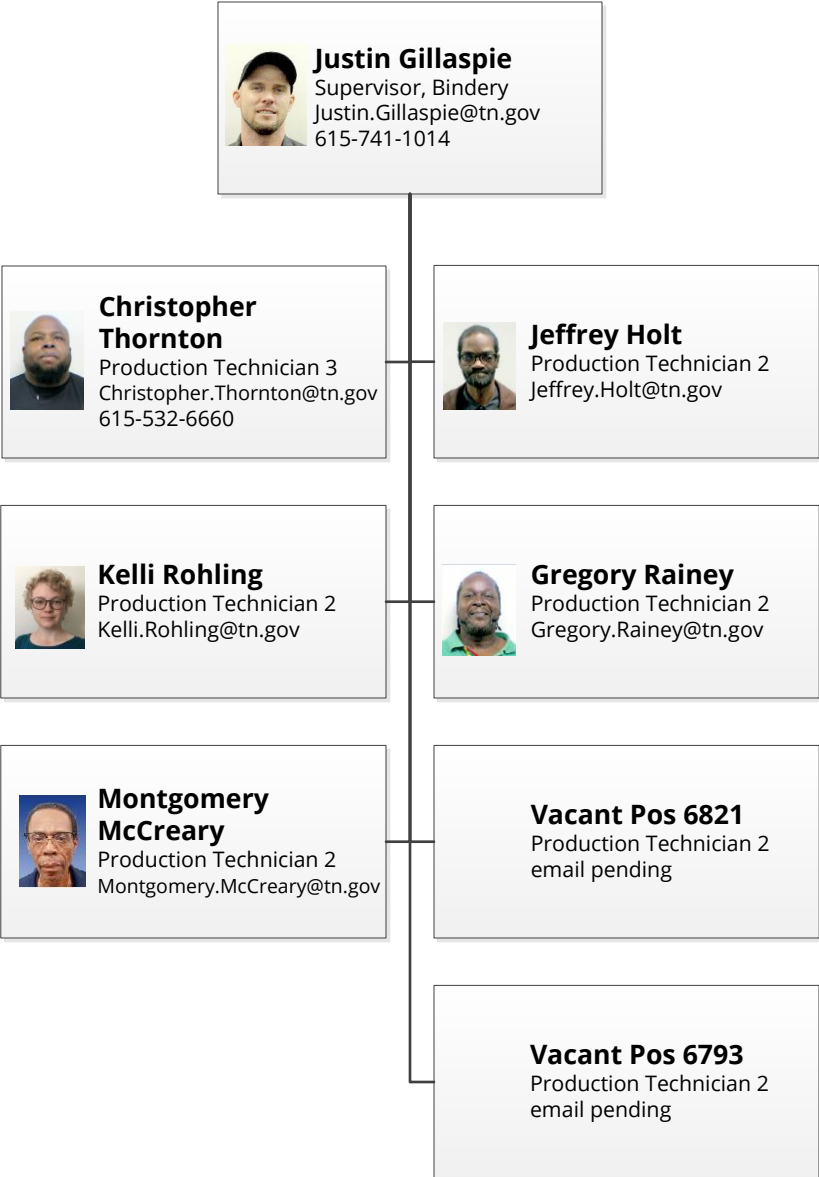 Justin Gillaspie
Supervisor, Bindery
Justin.Gillaspie@tn.gov
615-741-1014
Christopher
Thornton
Production Technician 3
Christopher.Thornton@tn.gov
615-532-6660
Jeffrey Holt
Production Technician 2
Jeffrey.Holt@tn.gov
Kelli Rohling
Production Technician 2
Kelli.Rohling@tn.gov
Gregory Rainey
Production Technician 2
Gregory.Rainey@tn.gov
Montgomery
McCreary
Production Technician 2
Montgomery.McCreary@tn.gov
Vacant Pos 6821
Production Technician 2
email pending
Vacant Pos 6793
Production Technician 2
email pending